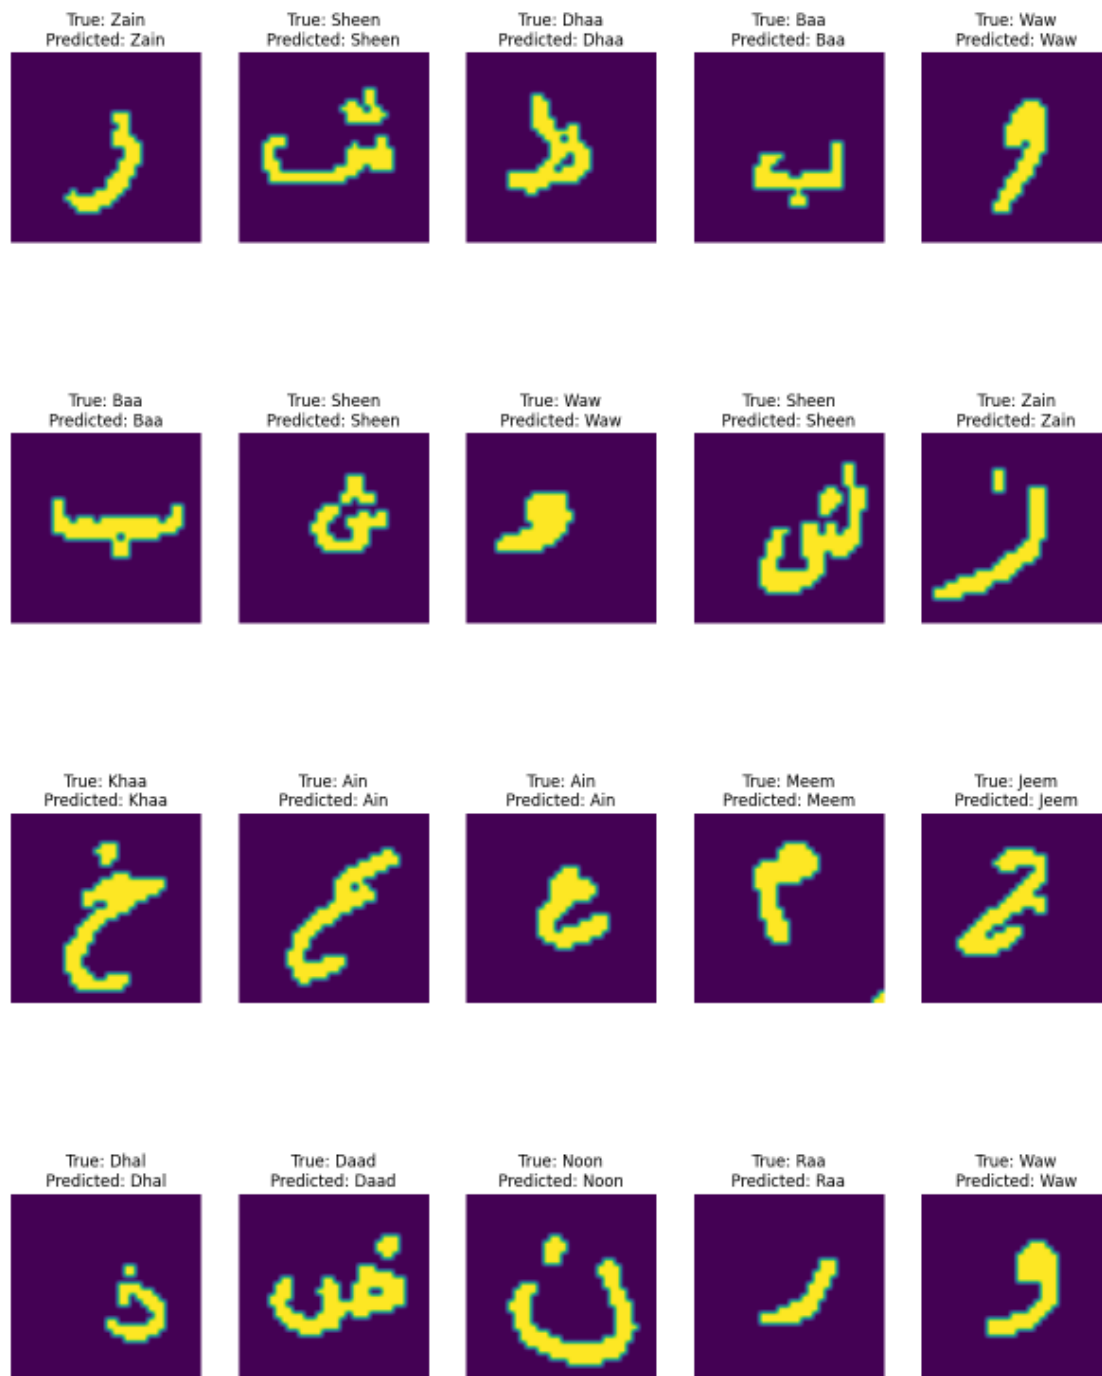 True: Zain True: Sheen True: Dhaa True: Baa True: Waw
Predicted: Zain Predicted: Sheen Predicted: Dhaa Predicted: Baa Predicted: Waw
ز ش ظ ب و
True: Baa True: Sheen True: Waw True: Sheen True: Zain
Predicted: Baa Predicted: Sheen Predicted: Waw Predicted: Sheen Predicted: Zain
ب ش و ش ز
True: Khaa True: Ain True: Ain True: Meem True: Jeem
Predicted: Khaa Predicted: Ain Predicted: Ain Predicted: Meem Predicted: Jeem
خ ع ع م ج
True: Dhal True: Daad True: Noon True: Raa True: Waw
Predicted: Dhal Predicted: Daad Predicted: Noon Predicted: Raa Predicted: Waw
ذ ض ن ر و